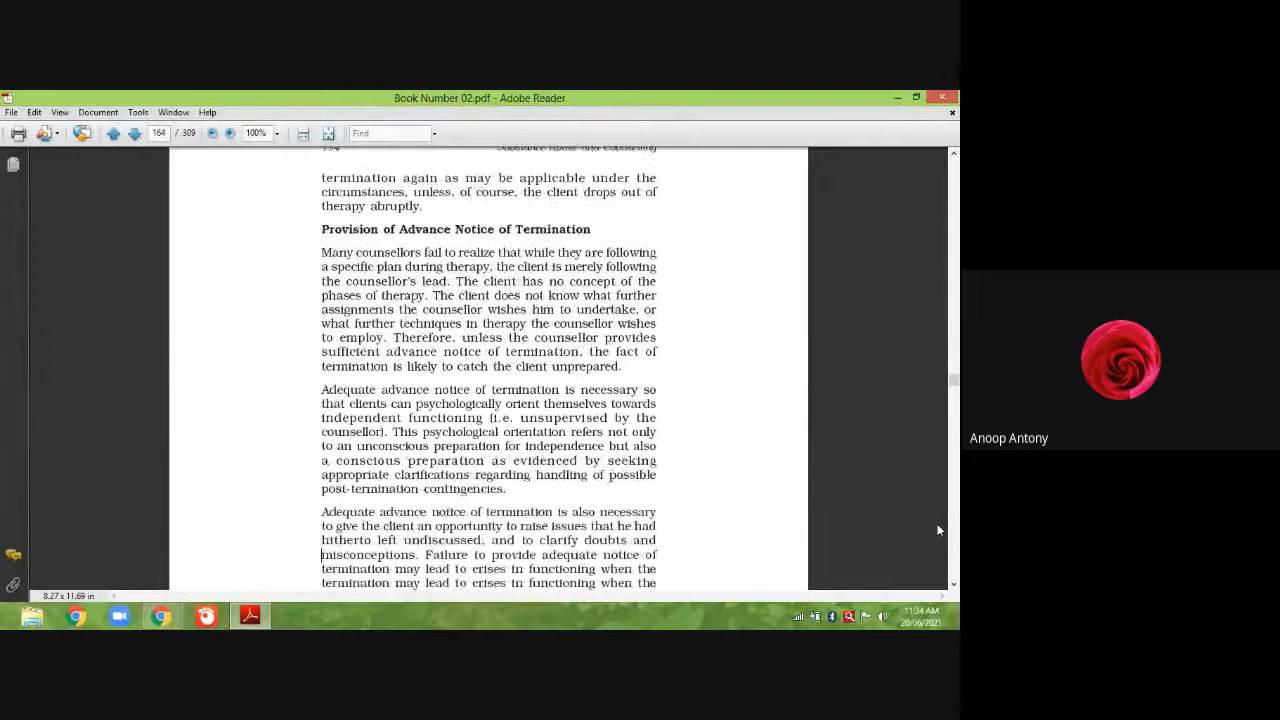 Book Number 02.pdf - Adobe Reader
File Edit View Document Tools Window Help
164 / 309 100% Find
134 Substance Abuse and Counselling
termination again as may be applicable under the
circumstances, unless, of course, the client drops out of
therapy abruptly.
Provision of Advance Notice of Termination
Many counsellors fail to realize that while they are following
a specific plan during therapy, the client is merely following
the counsellor's lead. The client has no concept of the
phases of therapy. The client does not know what further
assignments the counsellor wishes him to undertake, or
what further techniques in therapy the counsellor wishes
to employ. Therefore, unless the counsellor provides
sufficient advance notice of termination, the fact of
termination is likely to catch the client unprepared.
Adequate advance notice of termination is necessary so
that clients can psychologically orient themselves towards
independent functioning (i.e. unsupervised by the
counsellor). This psychological orientation refers not only
to an unconscious preparation for independence but also
a conscious preparation as evidenced by seeking
appropriate clarifications regarding handling of possible
post-termination contingencies.
Adequate advance notice of termination is also necessary
to give the client an opportunity to raise issues that he had
hitherto left undiscussed, and to clarify doubts and
misconceptions. Failure to provide adequate notice of
termination may lead to crises in functioning when the
termination may lead to crises in functioning when the
8.27 x 11.69 in
11:34 AM
20/06/2021
Anoop Antony